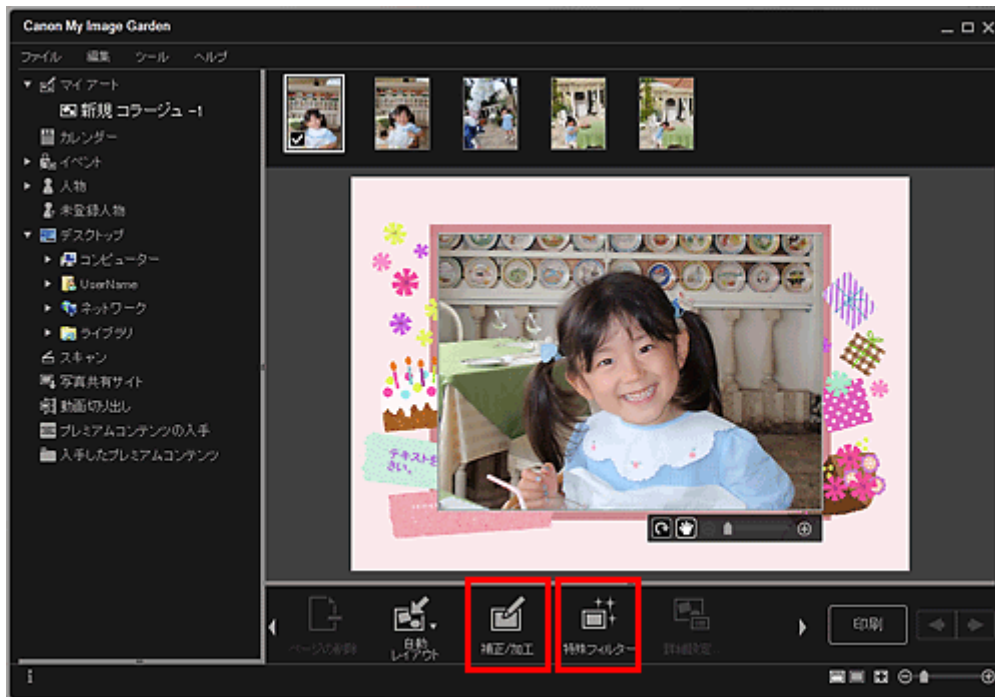 Canon My Image Garden
ファイル 編集 ツール ヘルプ
マイ アート
新規 コラージュ -1
カレンダー
イベント
人物
未登録人物
デスクトップ
コンピューター
UserName
ネットワーク
ライブラリ
スキャン
写真共有サイト
動画切り出し
プレミアムコンテンツの入手
入手したプレミアムコンテンツ
テキストを
さい。
ページの削除
自動
レイアウト
補正/加工
特殊フィルター
詳細設定...
印刷